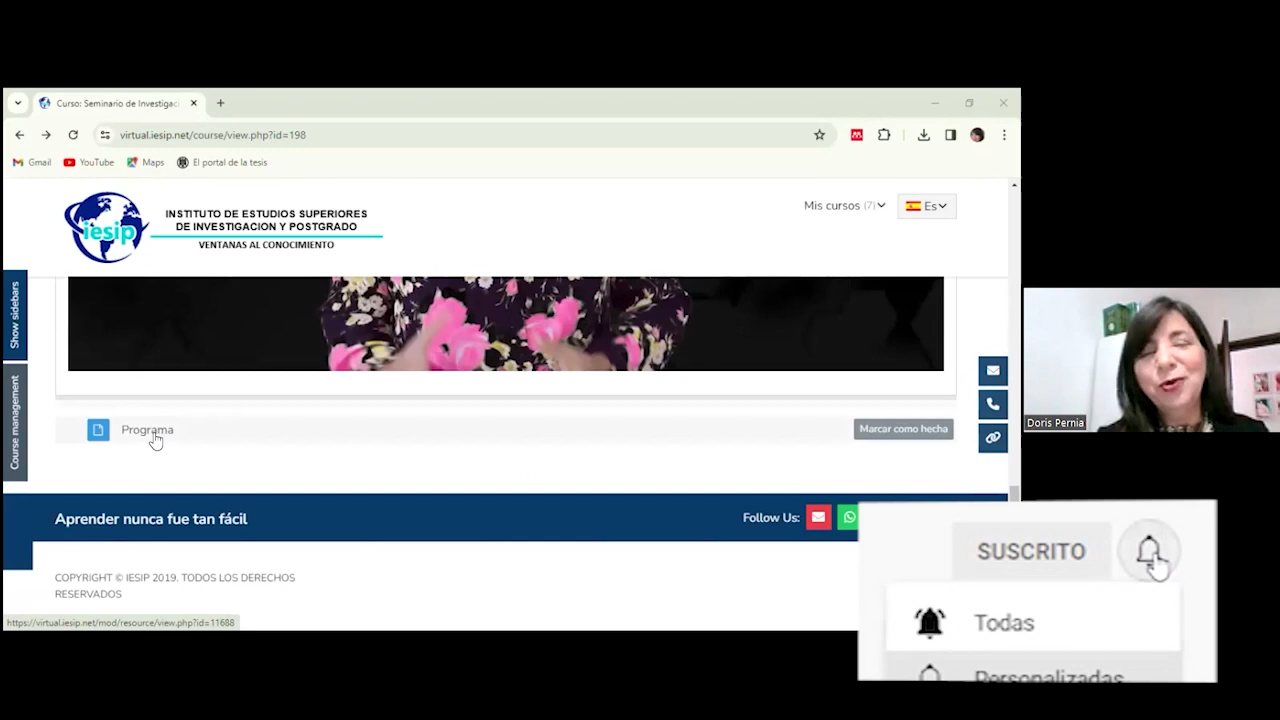 Curso: Seminario de Investigac
virtual.iesip.net/course/view.php?id=198
Gmail
YouTube
Maps
El portal de la tesis
iesip
INSTITUTO DE ESTUDIOS SUPERIORES
DE INVESTIGACION Y POSTGRADO
VENTANAS AL CONOCIMIENTO
Mis cursos (7)
Es
Show sidebars
Course management
Programa
Marcar como hecha
Doris Pernia
Aprender nunca fue tan fácil
Follow Us:
COPYRIGHT © IESIP 2019. TODOS LOS DERECHOS
RESERVADOS
https://virtual.iesip.net/mod/resource/view.php?id=11688
SUSCRITO
Todas
Personalizadas